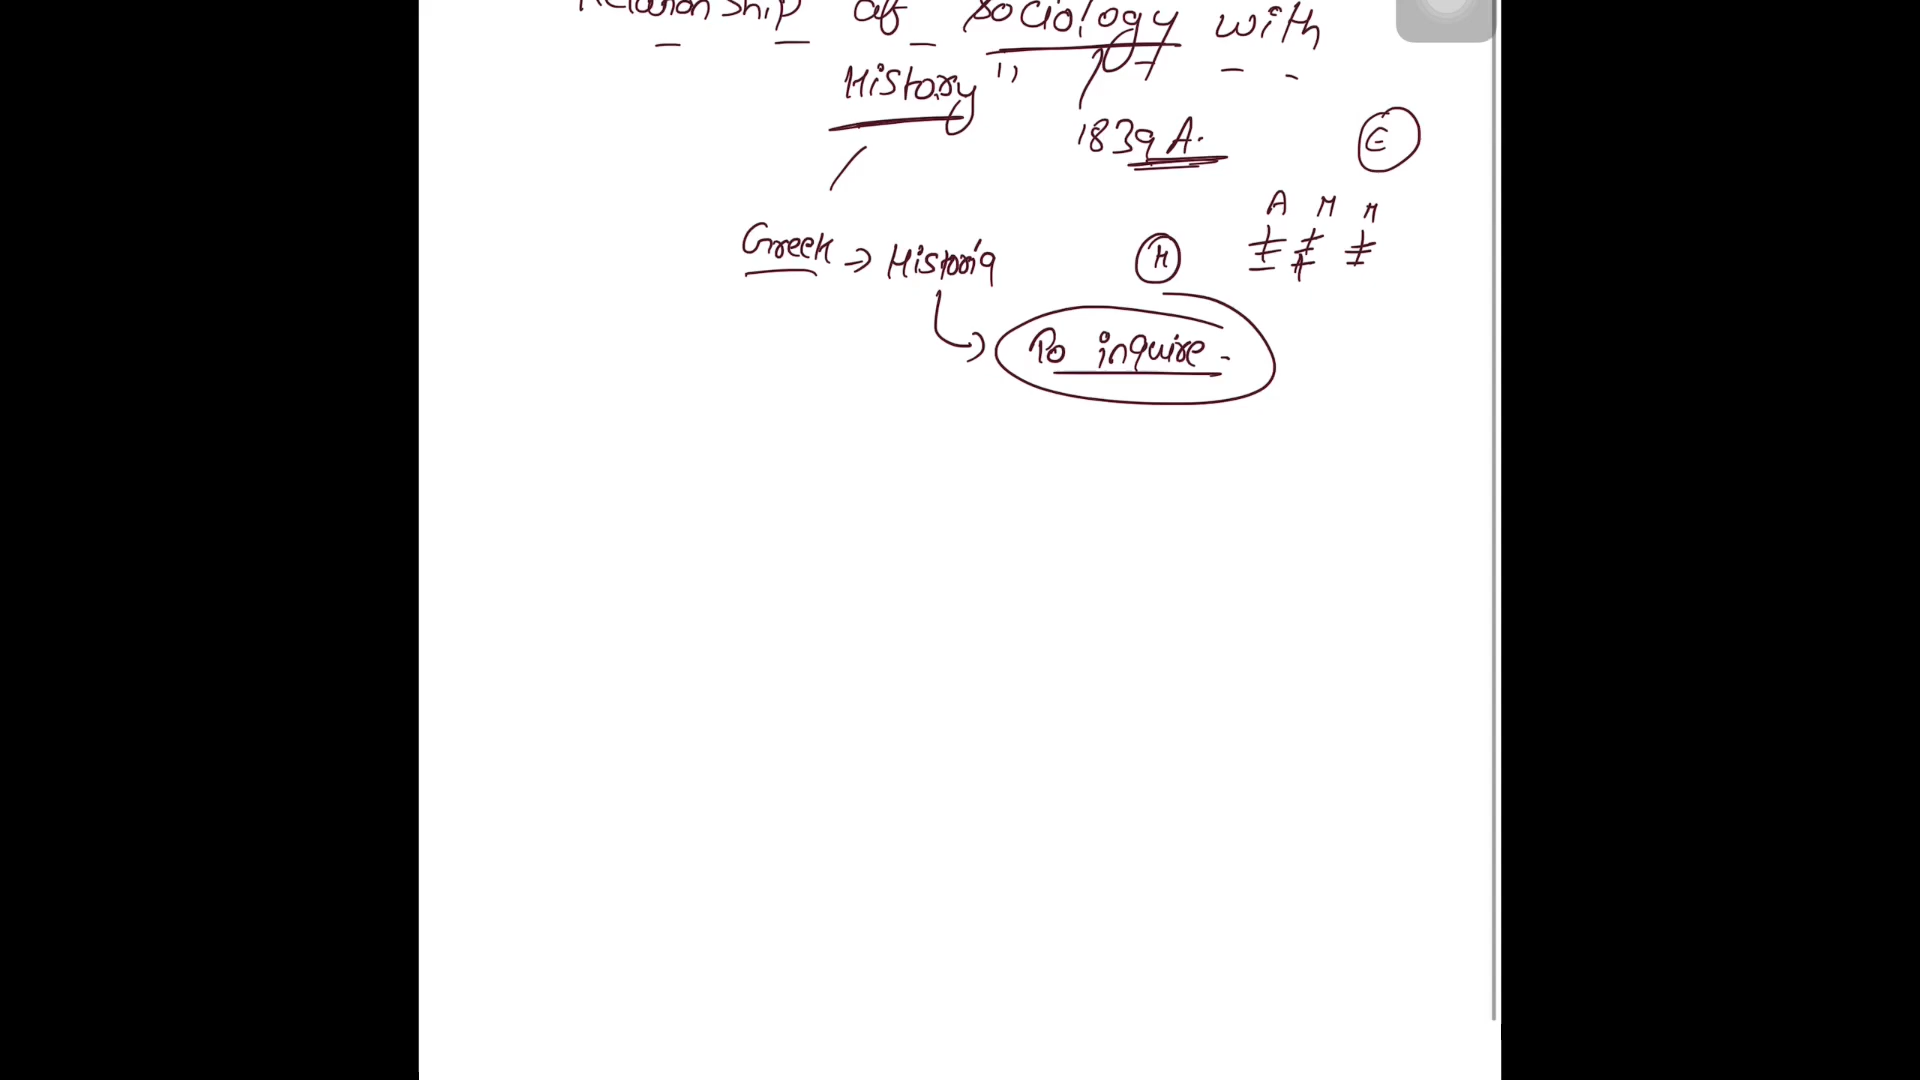 Relationship of Sociology with
History "
1839 A.
E
A M M
Greek → Historia
H
To inquire -